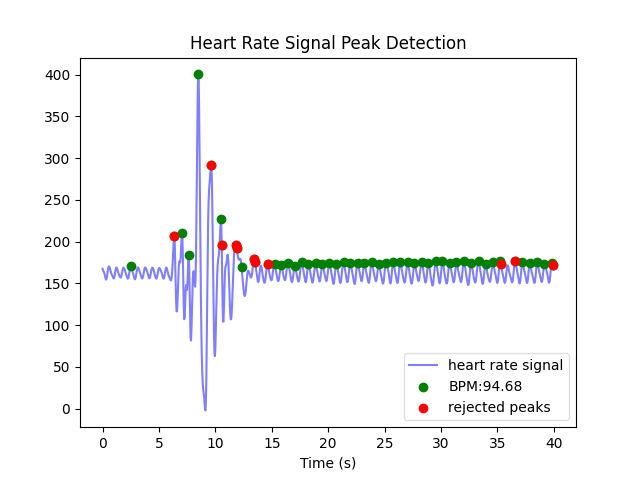 Heart Rate Signal Peak Detection
400
350
300
250
200
150
100
50
0
heart rate signal
BPM:94.68
rejected peaks
0 5 10 15 20 25 30 35 40
Time (s)